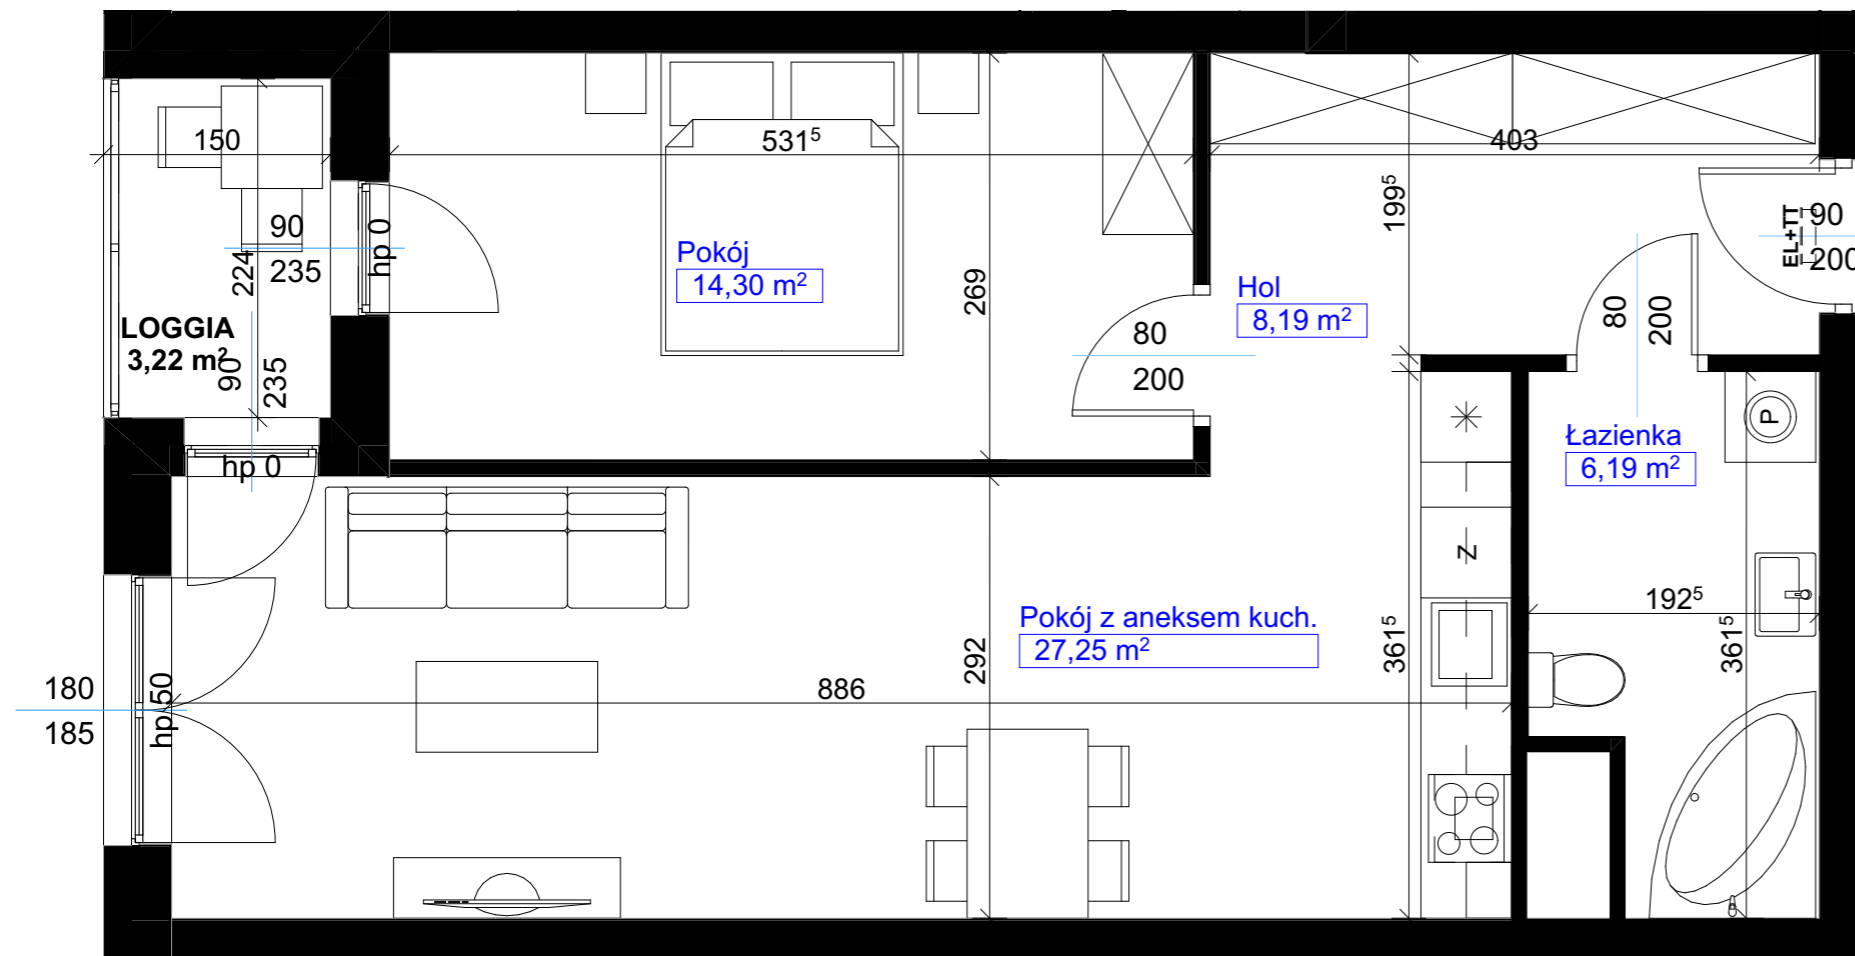 150
531⁵
403
199⁵
90
235
hp 0
224
LOGGIA
3,22 m²
90
235
hp 0
Pokój
14,30 m²
269
80
200
Hol
8,19 m²
EL+TT
90
200
80
200
Łazienka
6,19 m²
P
Z
192⁵
361⁵
361⁵
Pokój z aneksem kuch.
27,25 m²
292
886
180
185
hp 50